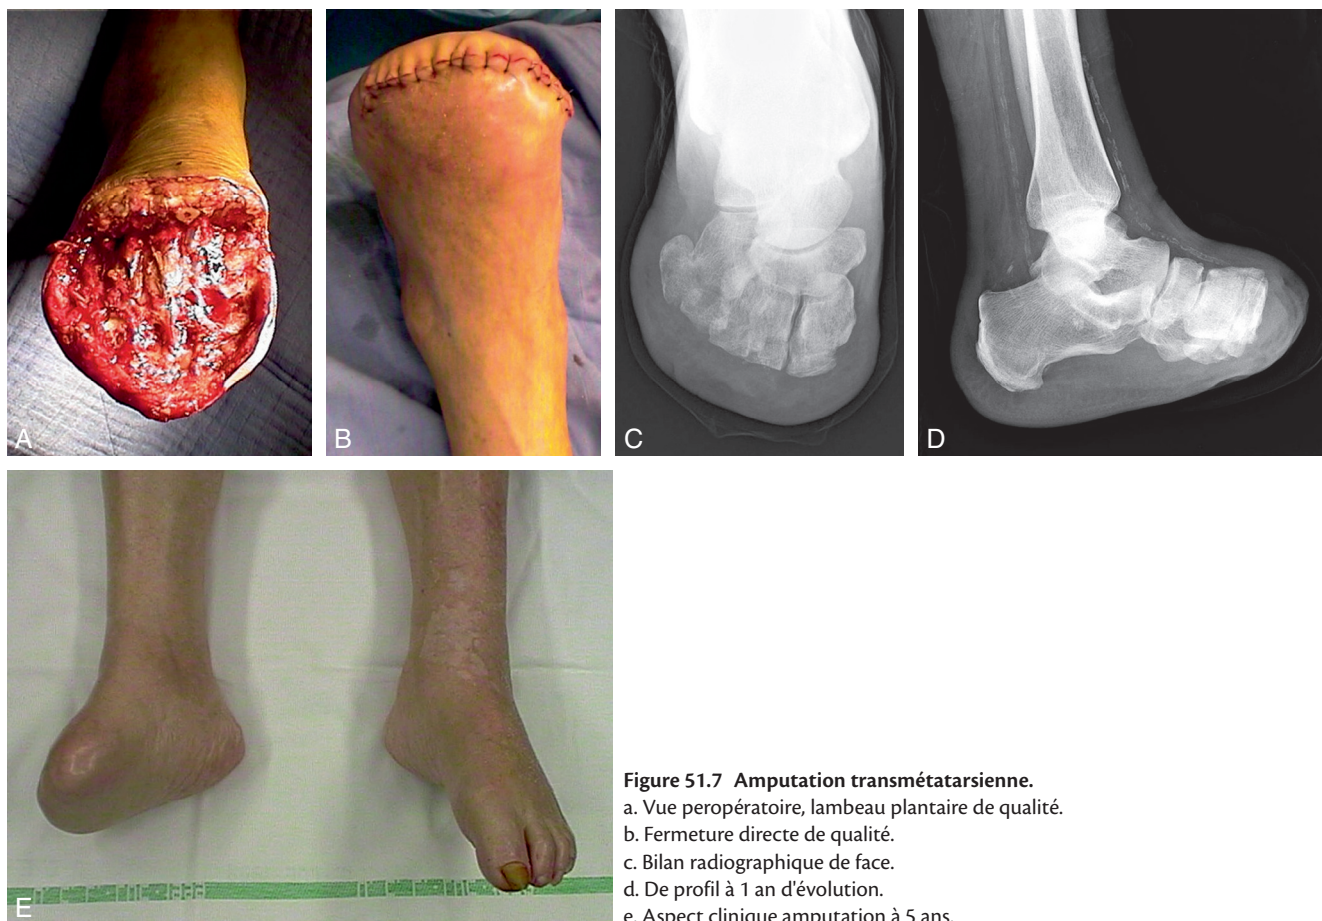 A
B
C
D
E
Figure 51.7 Amputation transmétatarsienne.
a. Vue peropératoire, lambeau plantaire de qualité.
b. Fermeture directe de qualité.
c. Bilan radiographique de face.
d. De profil à 1 an d'évolution.
e. Aspect clinique amputation à 5 ans.